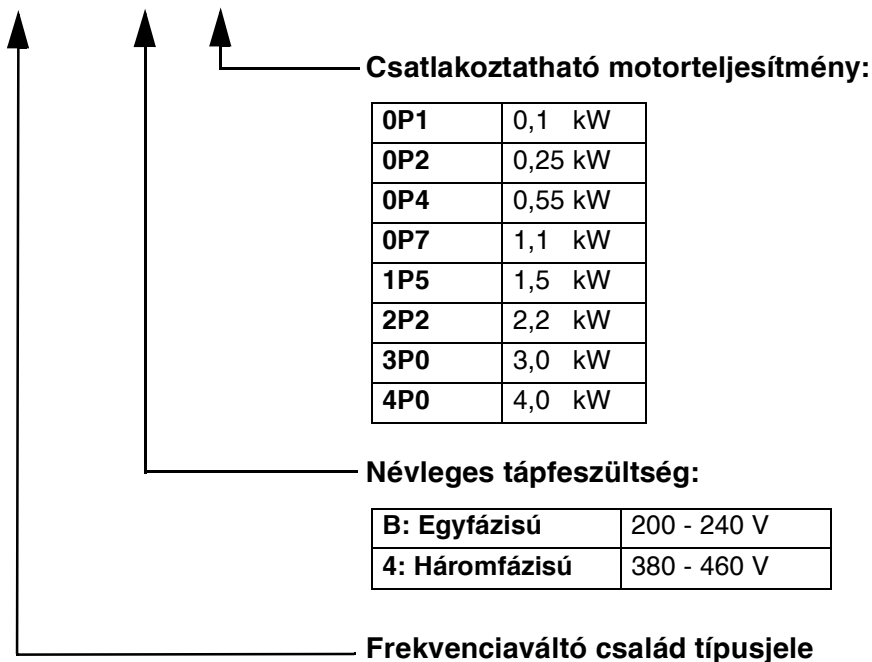 Csatlakoztatható motorteljesítmény:
0P1 0,1 kW
0P2 0,25 kW
0P4 0,55 kW
0P7 1,1 kW
1P5 1,5 kW
2P2 2,2 kW
3P0 3,0 kW
4P0 4,0 kW
Névleges tápfeszültség:
B: Egyfázisú 200 - 240 V
4: Háromfázisú 380 - 460 V
Frekvenciaváltó család típusjele